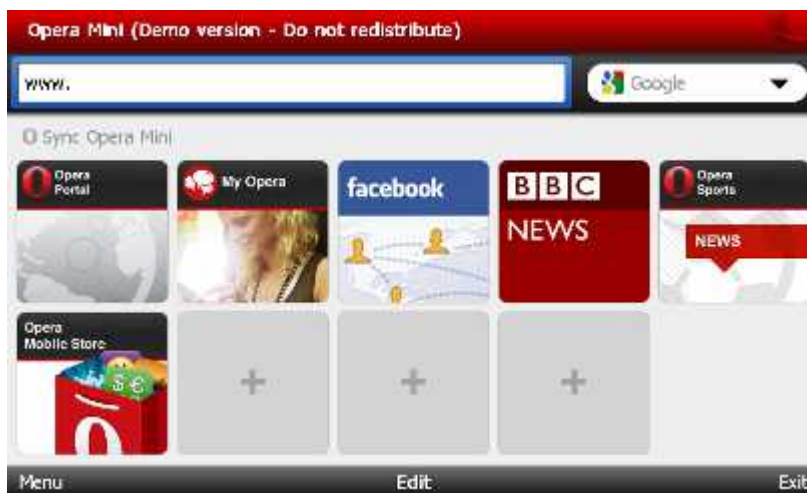 Opera Mini (Demo version - Do not redistribute)
www.
Google
Sync Opera Mini
Opera
Portal
My Opera
facebook
BBC
NEWS
Opera
Sports
NEWS
Opera
Mobile Store
$ €
+ + +
Menu Edit Exit